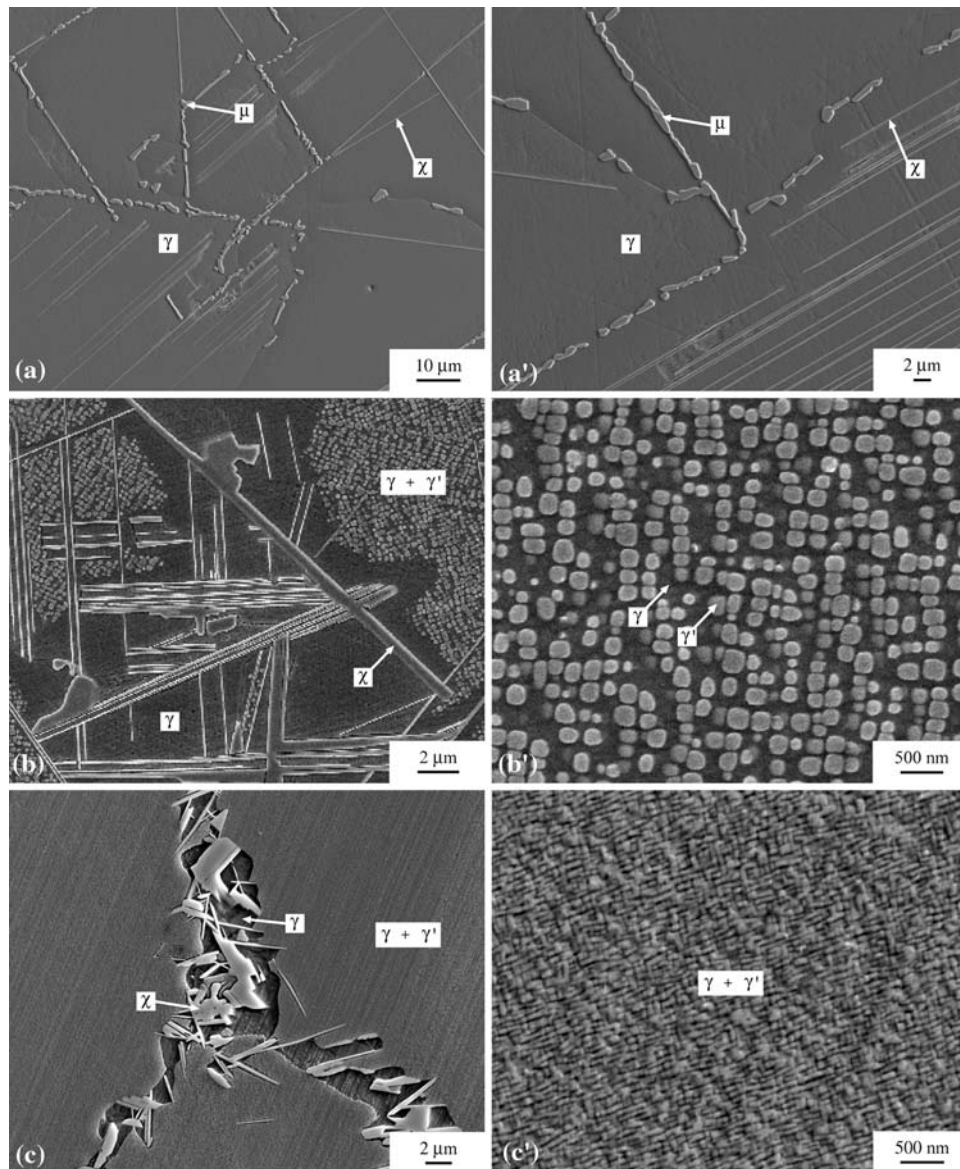 μ
χ
γ
(a)
10 μm
μ
χ
γ
(a')
2 μm
γ + γ'
χ
γ
(b)
2 μm
γ
γ'
(b')
500 nm
γ
γ + γ'
χ
(c)
2 μm
γ + γ'
(c')
500 nm